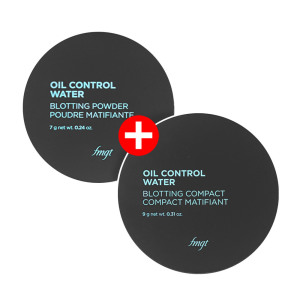 OIL CONTROL
WATER
BLOTTING POWDER
POUDRE MATIFIANTE
7 g net wt. 0.24 oz.
fmgt
OIL CONTROL
WATER
BLOTTING COMPACT
COMPACT MATIFIANT
9 g net wt. 0.31 oz.
fmgt